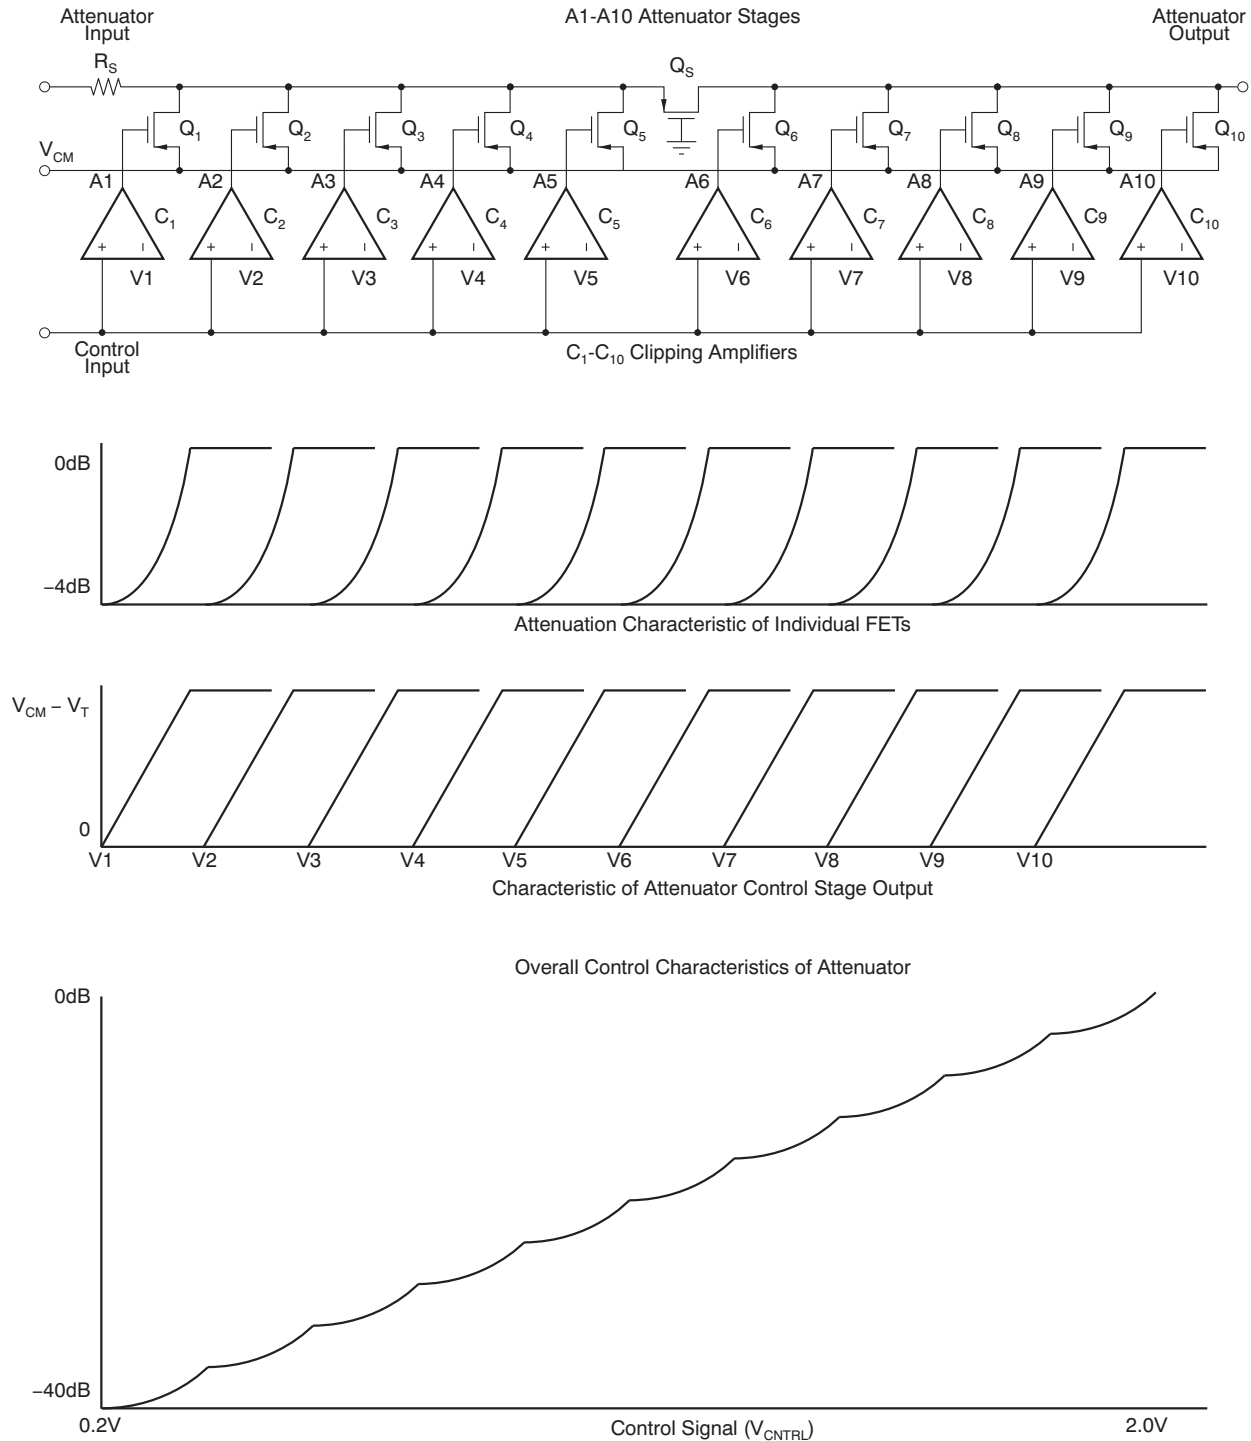 Attenuator
Input
A1-A10 Attenuator Stages
Attenuator
Output
RS
QS
Q1
Q2
Q3
Q4
Q5
Q6
Q7
Q8
Q9
Q10
VCM
A1
A2
A3
A4
A5
A6
A7
A8
A9
A10
C1
C2
C3
C4
C5
C6
C7
C8
C9
C10
+ – + – + – + – + – + – + – + – + – + –
V1
V2
V3
V4
V5
V6
V7
V8
V9
V10
Control
Input
C1-C10 Clipping Amplifiers
0dB
–4dB
Attenuation Characteristic of Individual FETs
VCM – VT
0
V1
V2
V3
V4
V5
V6
V7
V8
V9
V10
Characteristic of Attenuator Control Stage Output
Overall Control Characteristics of Attenuator
0dB
–40dB
0.2V
Control Signal (VCNTRL)
2.0V